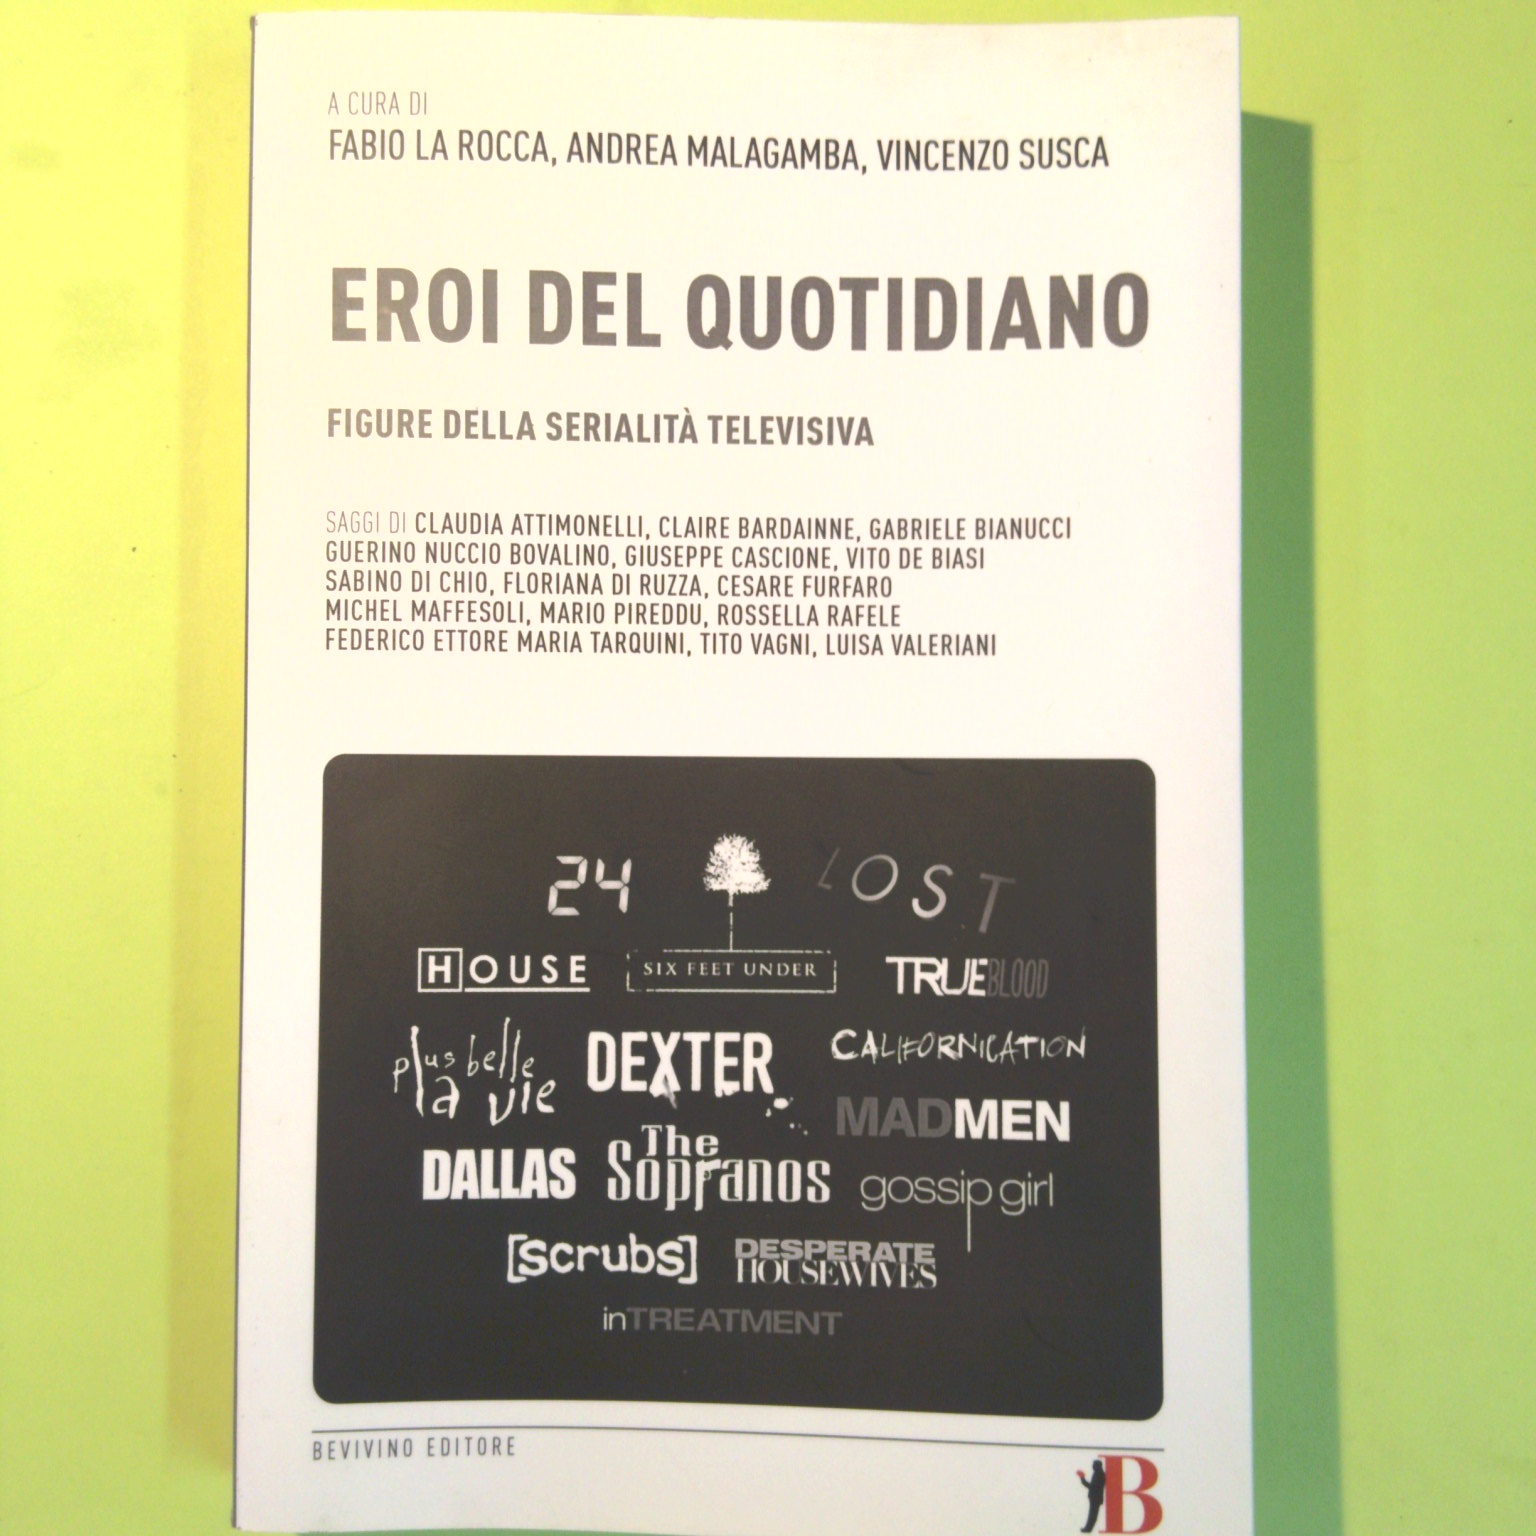 A CURA DI
FABIO LA ROCCA, ANDREA MALAGAMBA, VINCENZO SUSCA
EROI DEL QUOTIDIANO
FIGURE DELLA SERIALITÀ TELEVISIVA
SAGGI DI CLAUDIA ATTIMONELLI, CLAIRE BARDAINNE, GABRIELE BIANUCCI
GUERINO NUCCIO BOVALINO, GIUSEPPE CASCIONE, VITO DE BIASI
SABINO DI CHIO, FLORIANA DI RUZZA, CESARE FURFARO
MICHEL MAFFESOLI, MARIO PIREDDU, ROSSELLA RAFELE
FEDERICO ETTORE MARIA TARQUINI, TITO VAGNI, LUISA VALERIANI
24
LOST
HOUSE
SIX FEET UNDER
TRUEBLOOD
plus belle
la vie
DEXTER
CALIFORNICATION
MADMEN
DALLAS
The
Sopranos
gossip girl
[scrubs]
DESPERATE
HOUSEWIVES
inTREATMENT
BEVIVINO EDITORE
B